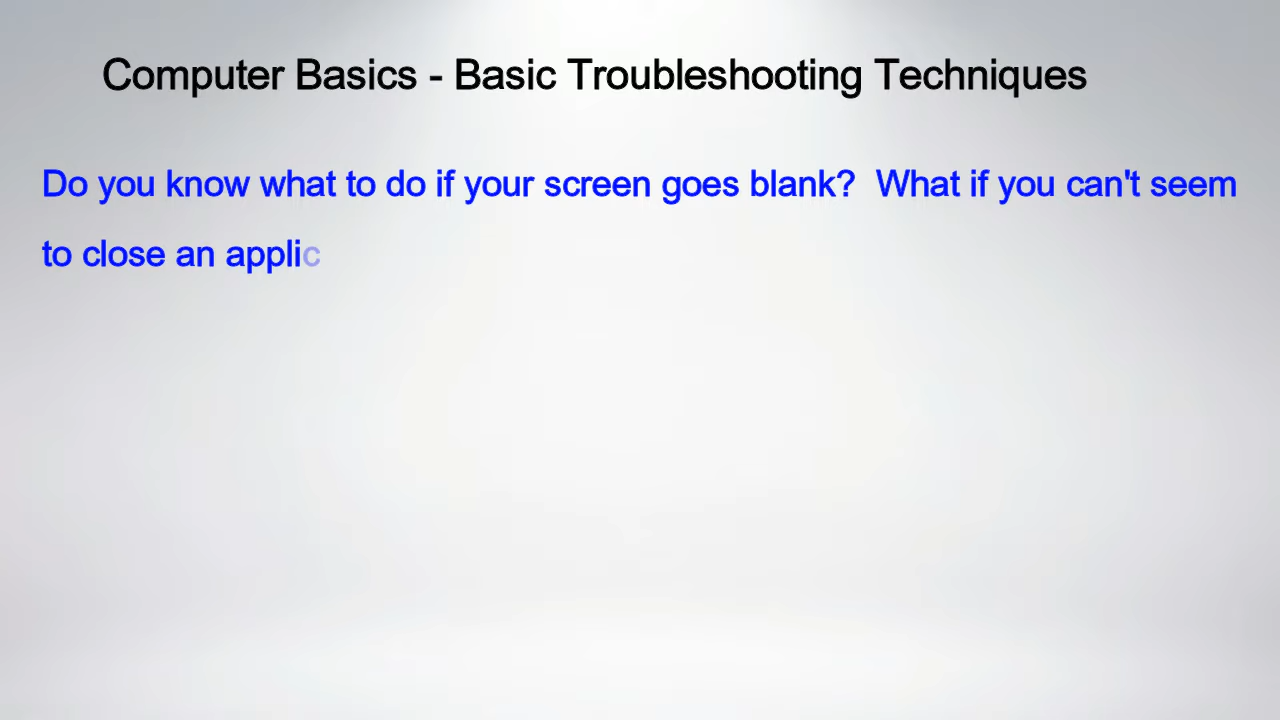 Computer Basics - Basic Troubleshooting Techniques
Do you know what to do if your screen goes blank?  What if you can't seem
to close an applic